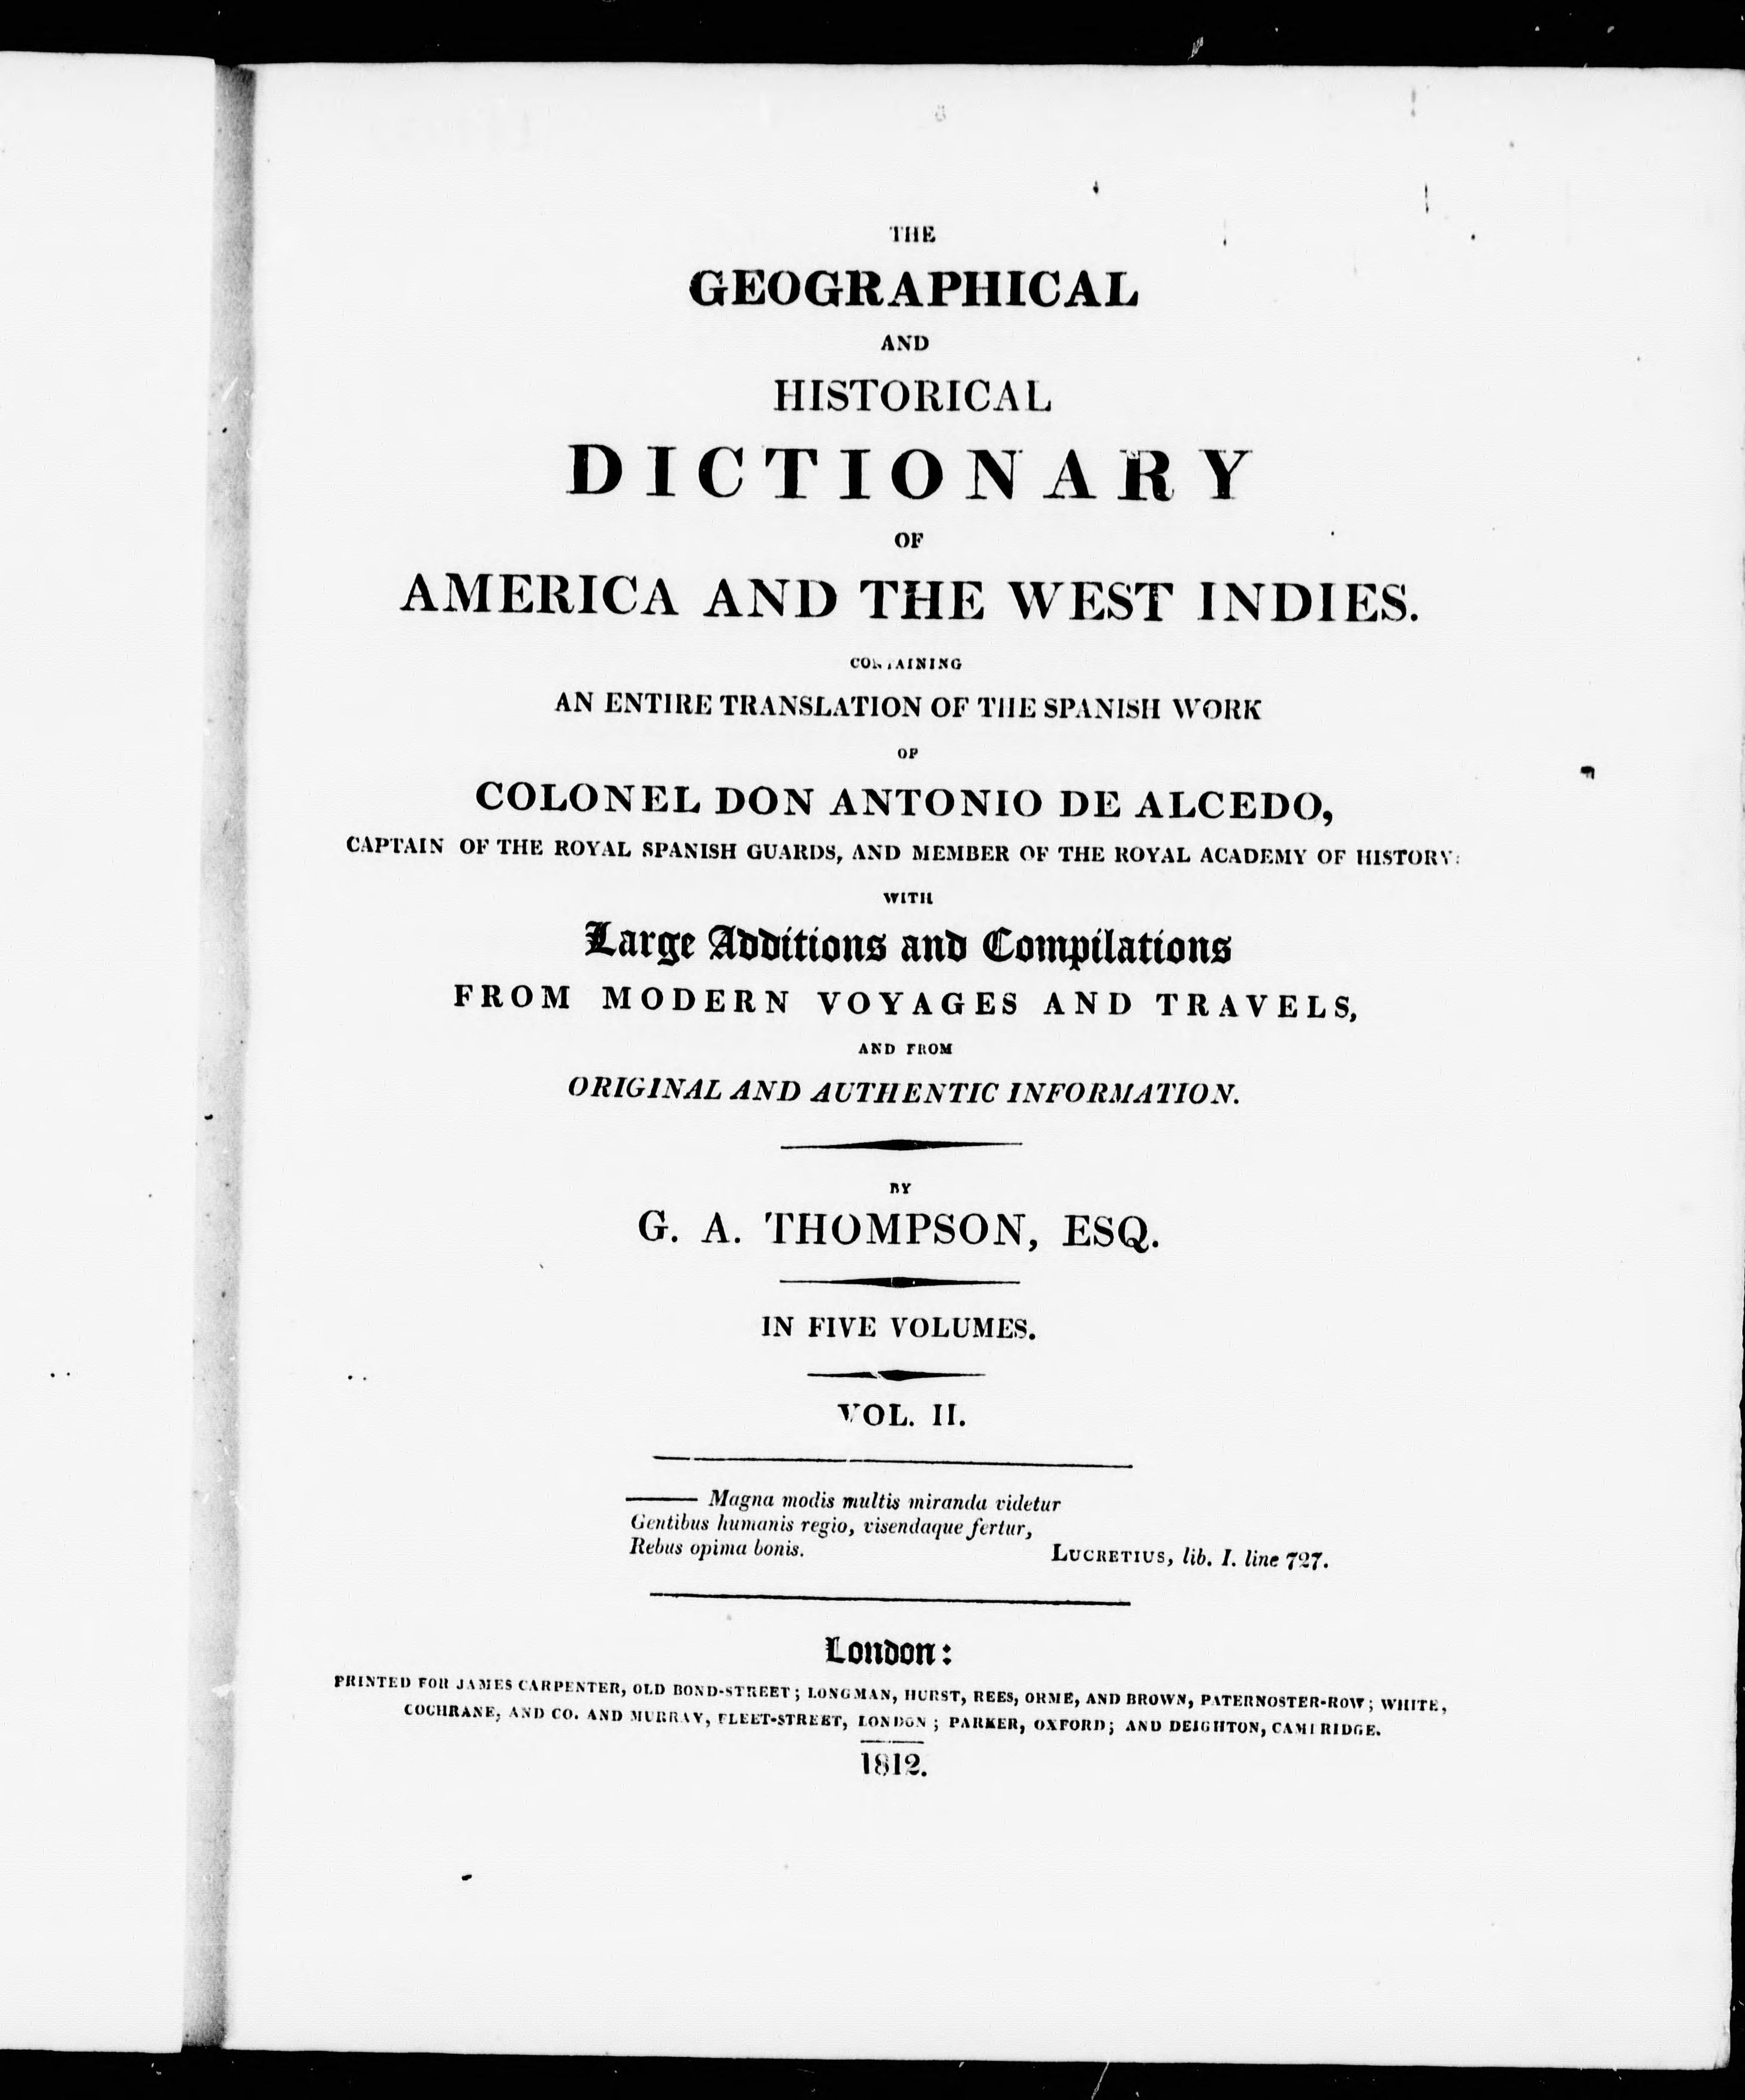 THE
GEOGRAPHICAL
AND
HISTORICAL
DICTIONARY
OF
AMERICA AND THE WEST INDIES.
CONTAINING
AN ENTIRE TRANSLATION OF THE SPANISH WORK
OF
COLONEL DON ANTONIO DE ALCEDO,
CAPTAIN OF THE ROYAL SPANISH GUARDS, AND MEMBER OF THE ROYAL ACADEMY OF HISTORY:
WITH
Large Additions and Compilations
FROM MODERN VOYAGES AND TRAVELS,
AND FROM
ORIGINAL AND AUTHENTIC INFORMATION.
BY
G. A. THOMPSON, ESQ.
IN FIVE VOLUMES.
VOL. II.
—— Magna modis multis miranda videtur
Gentibus humanis regio, visendaque fertur,
Rebus opima bonis.
LUCRETIUS, lib. I. line 727.
London:
PRINTED FOR JAMES CARPENTER, OLD BOND-STREET; LONGMAN, HURST, REES, ORME, AND BROWN, PATERNOSTER-ROW; WHITE,
COCHRANE, AND CO. AND MURRAY, FLEET-STREET, LONDON; PARKER, OXFORD; AND DEIGHTON, CAMBRIDGE.
1812.